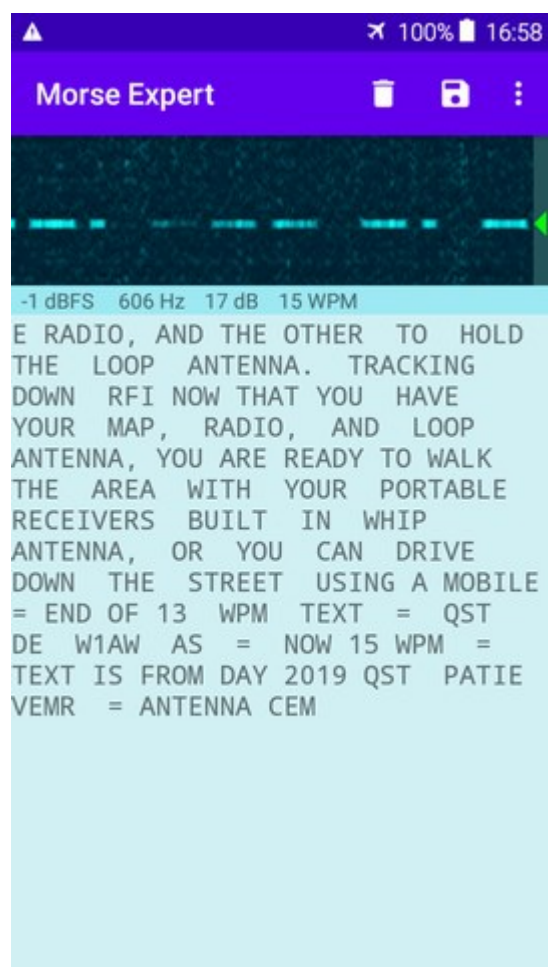 100% 16:58
Morse Expert
-1 dBFS 606 Hz 17 dB 15 WPM
E RADIO, AND THE OTHER TO HOLD
THE LOOP ANTENNA. TRACKING
DOWN RFI NOW THAT YOU HAVE
YOUR MAP, RADIO, AND LOOP
ANTENNA, YOU ARE READY TO WALK
THE AREA WITH YOUR PORTABLE
RECEIVERS BUILT IN WHIP
ANTENNA, OR YOU CAN DRIVE
DOWN THE STREET USING A MOBILE
= END OF 13 WPM TEXT = QST
DE W1AW AS = NOW 15 WPM =
TEXT IS FROM DAY 2019 QST PATIE
VEMR = ANTENNA CEM